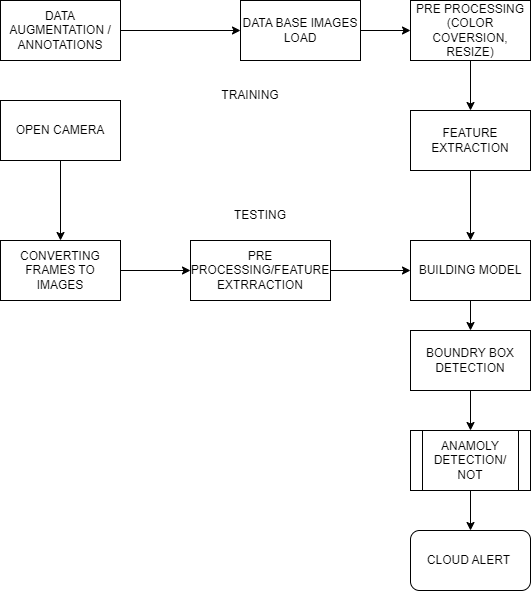 DATA
AUGMENTATION /
ANNOTATIONS
DATA BASE IMAGES
LOAD
PRE PROCESSING
(COLOR
COVERSION,
RESIZE)
TRAINING
OPEN CAMERA
FEATURE
EXTRACTION
TESTING
CONVERTING
FRAMES TO
IMAGES
PRE
PROCESSING/FEATURE
EXTRRACTION
BUILDING MODEL
BOUNDRY BOX
DETECTION
ANAMOLY
DETECTION/
NOT
CLOUD ALERT